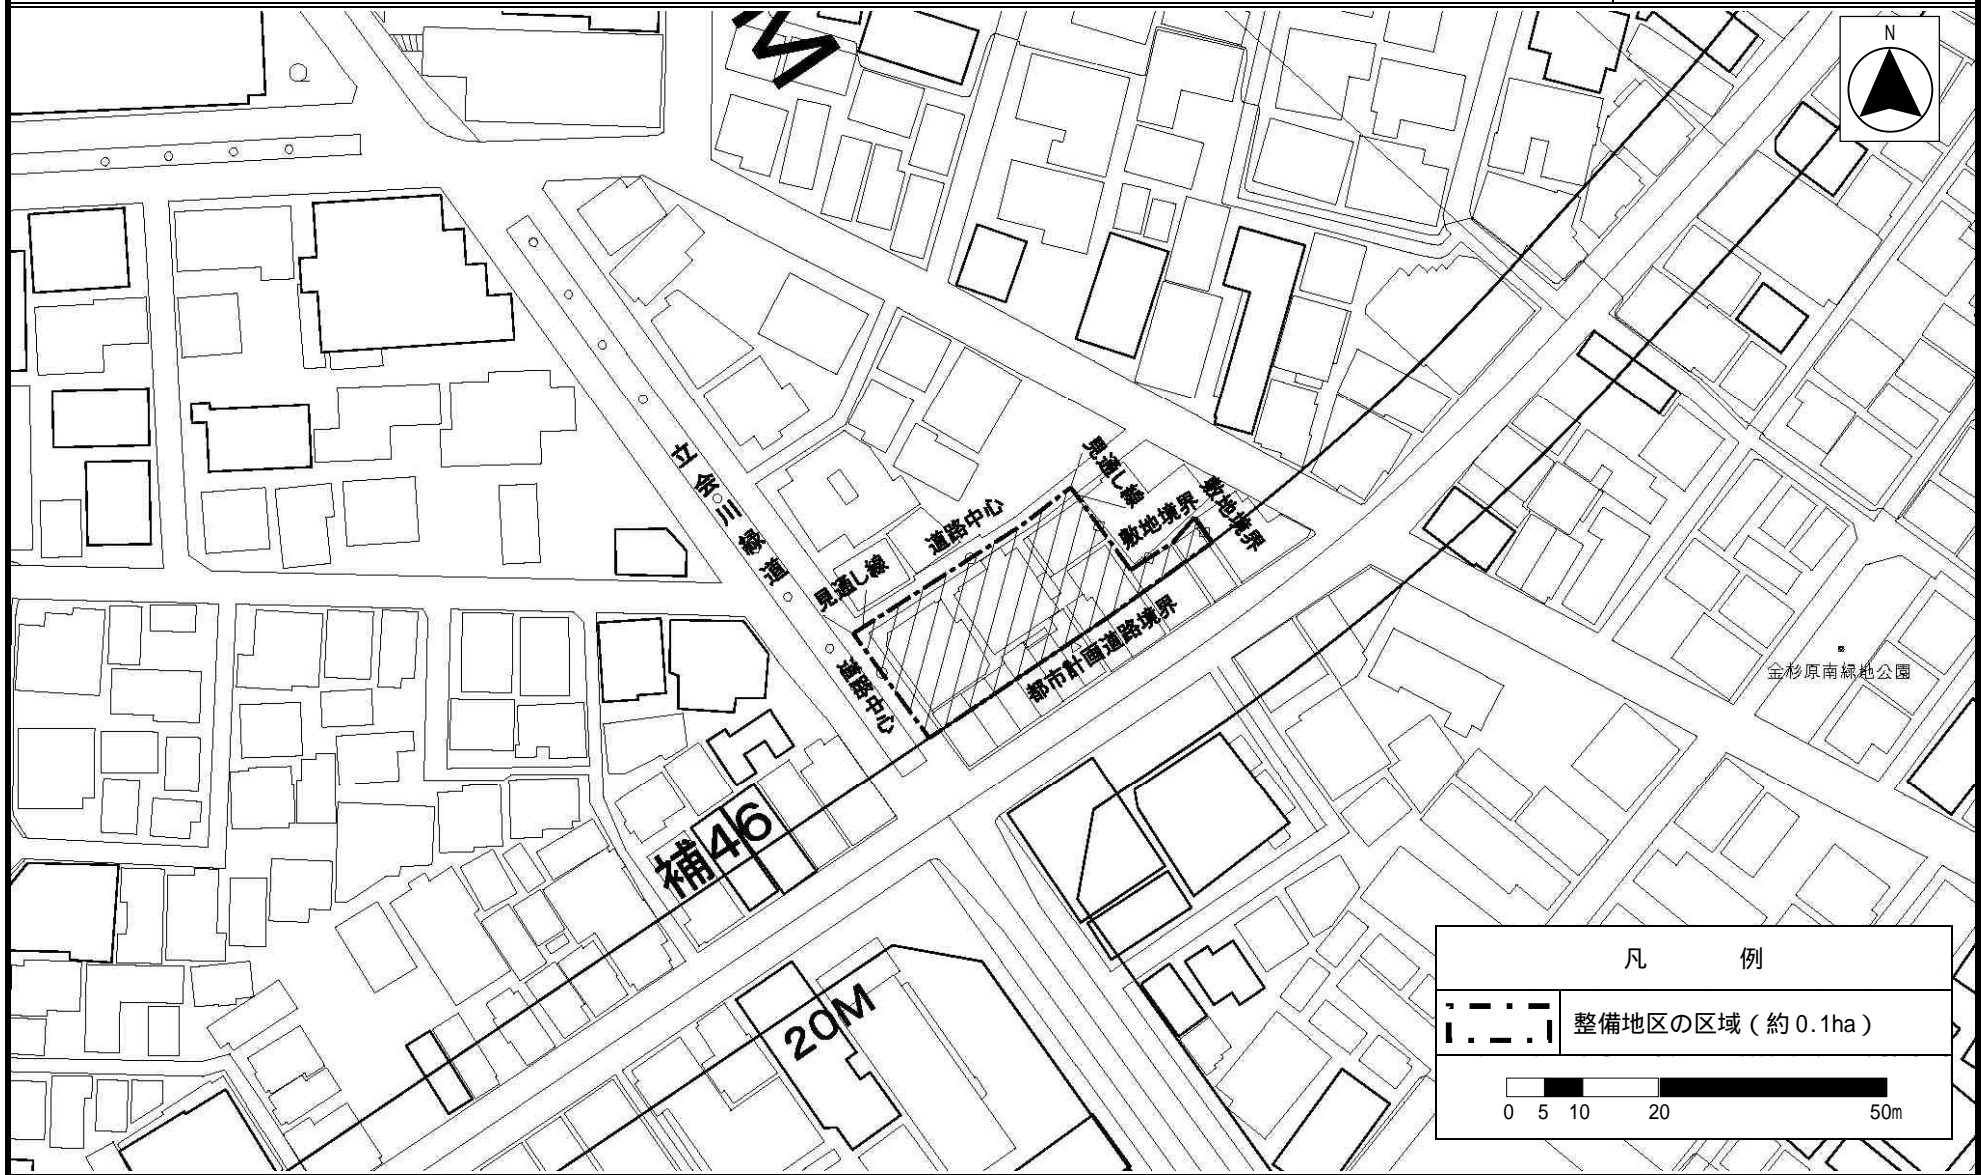 M
N
立会川緑道
見通し線
道路中心
見通し線
敷地境界
敷地境界
道路中心
都市計画道路境界
金杉原南緑地公園
補46
20M
凡 例
整備地区の区域（約0.1ha）
0 5 10 20 50m